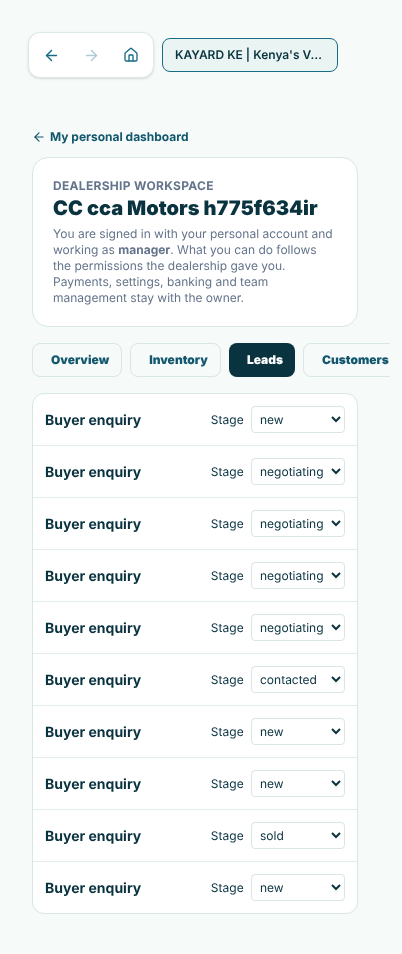 KAYARD KE | Kenya's V...
My personal dashboard
DEALERSHIP WORKSPACE
CC cca Motors h775f634ir
You are signed in with your personal account and
working as manager. What you can do follows
the permissions the dealership gave you.
Payments, settings, banking and team
management stay with the owner.
Overview Inventory Leads Customers
Buyer enquiry Stage new
Buyer enquiry Stage negotiating
Buyer enquiry Stage negotiating
Buyer enquiry Stage negotiating
Buyer enquiry Stage negotiating
Buyer enquiry Stage contacted
Buyer enquiry Stage new
Buyer enquiry Stage new
Buyer enquiry Stage sold
Buyer enquiry Stage new